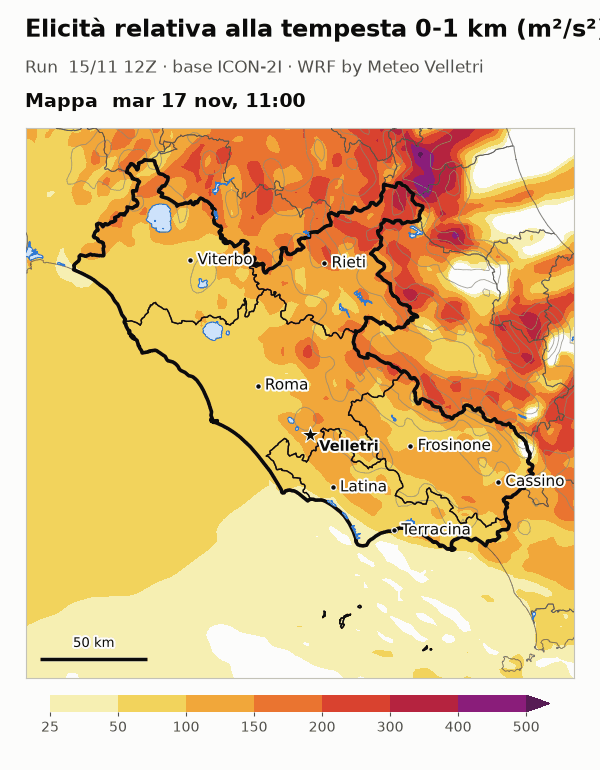 Elicità relativa alla tempesta 0-1 km (m²/s²)
Run 15/11 12Z · base ICON-2I · WRF by Meteo Velletri
Mappa mar 17 nov, 11:00
Viterbo
Rieti
Roma
Velletri
Frosinone
Latina
Cassino
Terracina
50 km
25 50 100 150 200 300 400 500